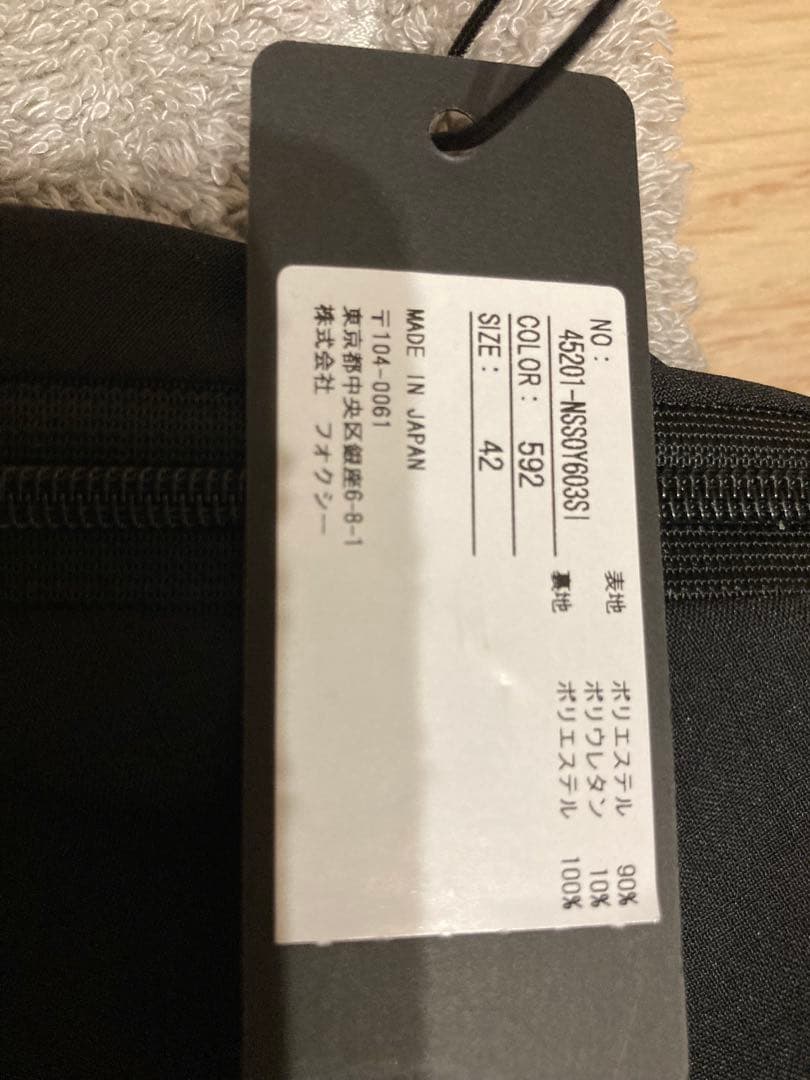 NO:
45201-NSS0Y603SI
COLOR: 592
SIZE: 42
表地 ポリエステル 90%
ポリウレタン 10%
裏地 ポリエステル 100%
MADE IN JAPAN
〒104-0061
東京都中央区銀座6-8-1
株式会社 フオクシー